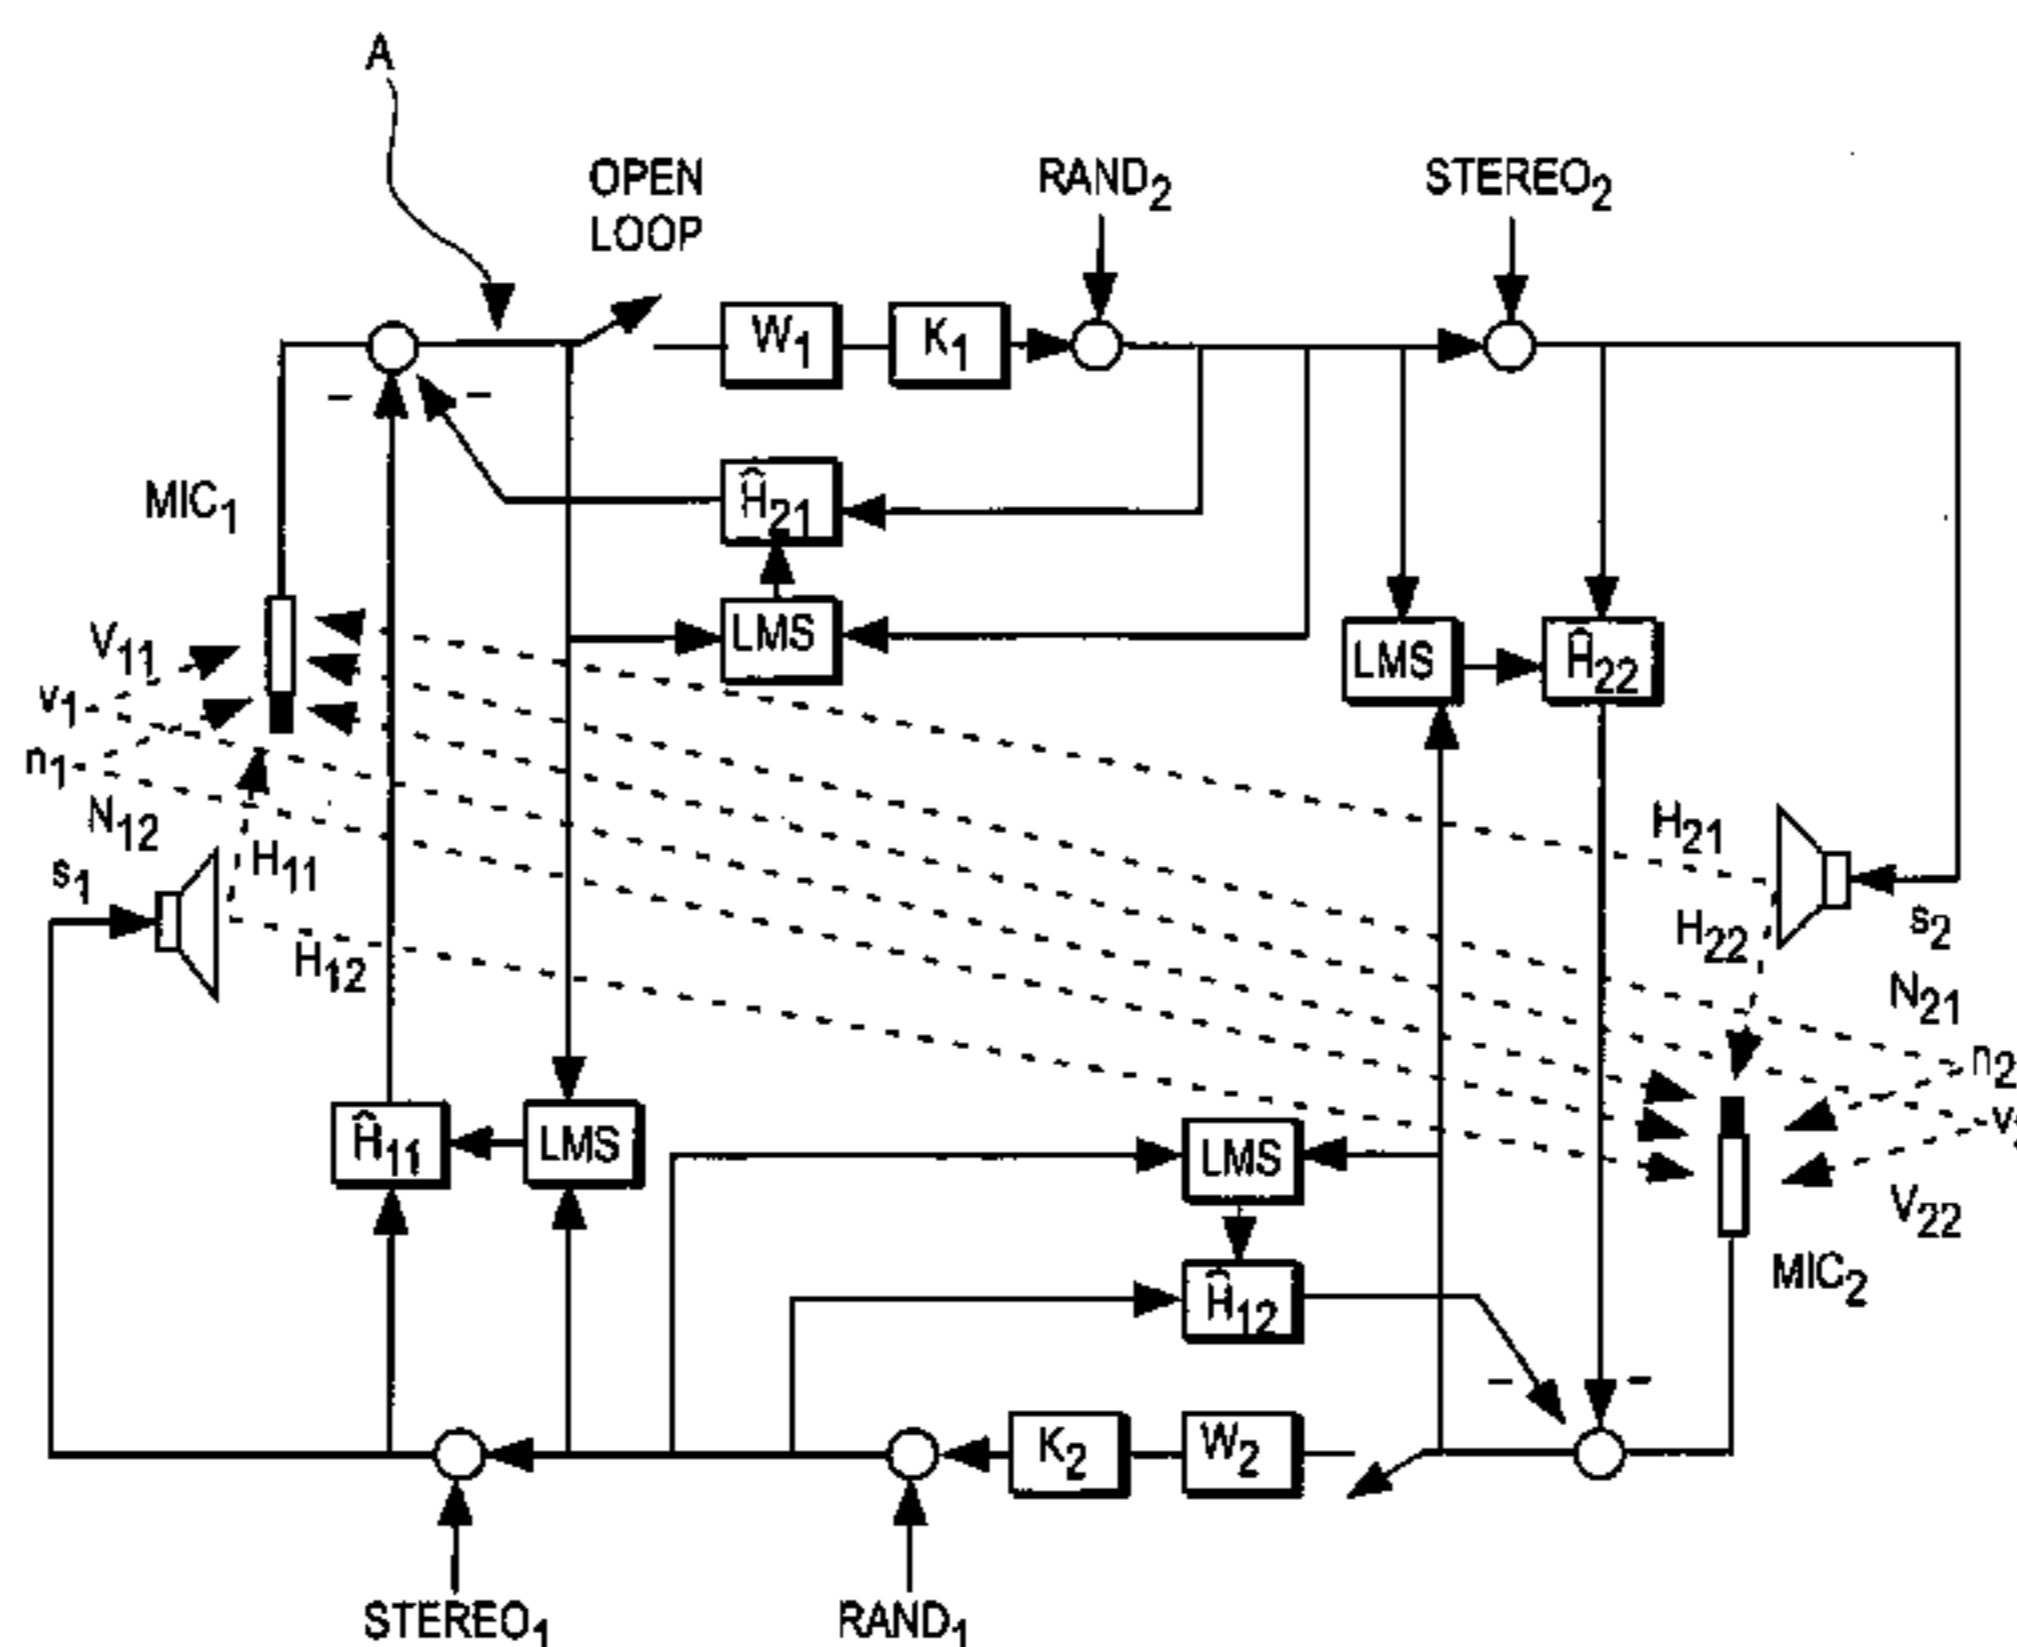 A
OPEN
LOOP
RAND₂
STEREO₂
W₁
K₁
MIC₁
Ĥ₂₁
LMS
LMS
Ĥ₂₂
V₁₁
v₁
n₁
N₁₂
H₁₁
s₁
H₁₂
H₂₁
H₂₂
s₂
N₂₁
n₂
V₂₂
MIC₂
Ĥ₁₁
LMS
LMS
Ĥ₁₂
K₂
W₂
STEREO₁
RAND₁